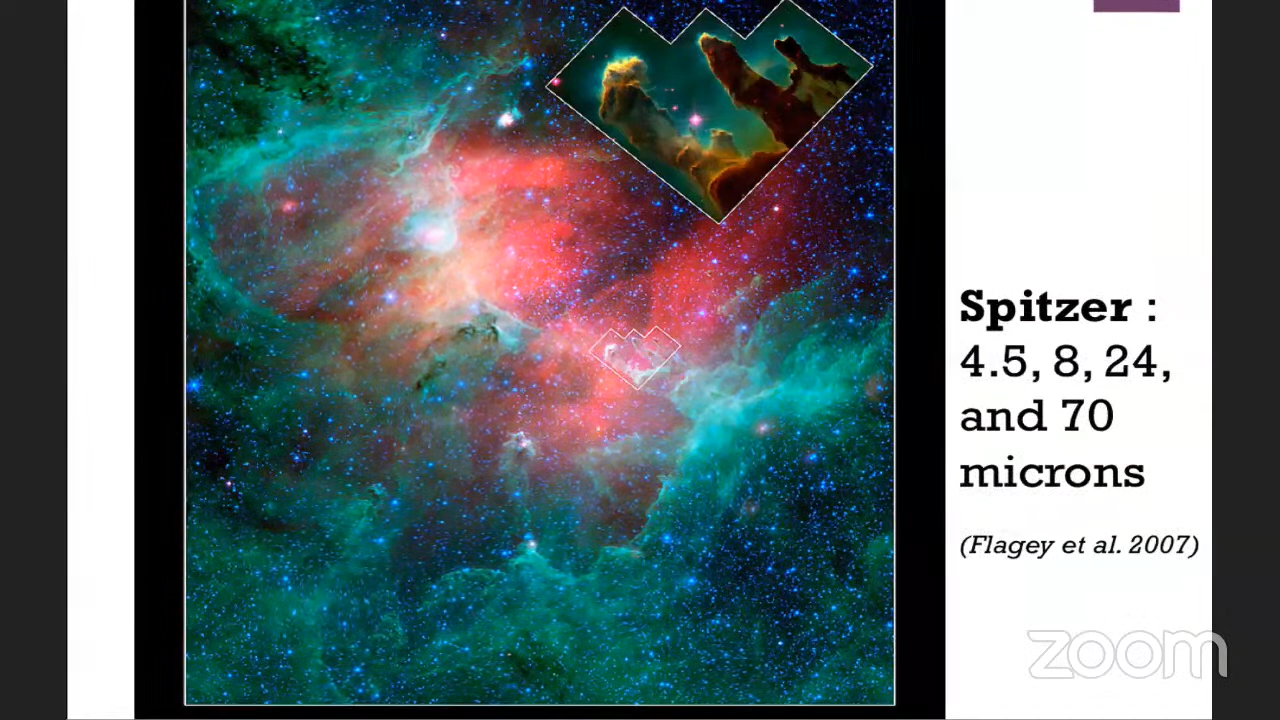 Spitzer :
4.5, 8, 24,
and 70
microns
(Flagey et al. 2007)
zoom